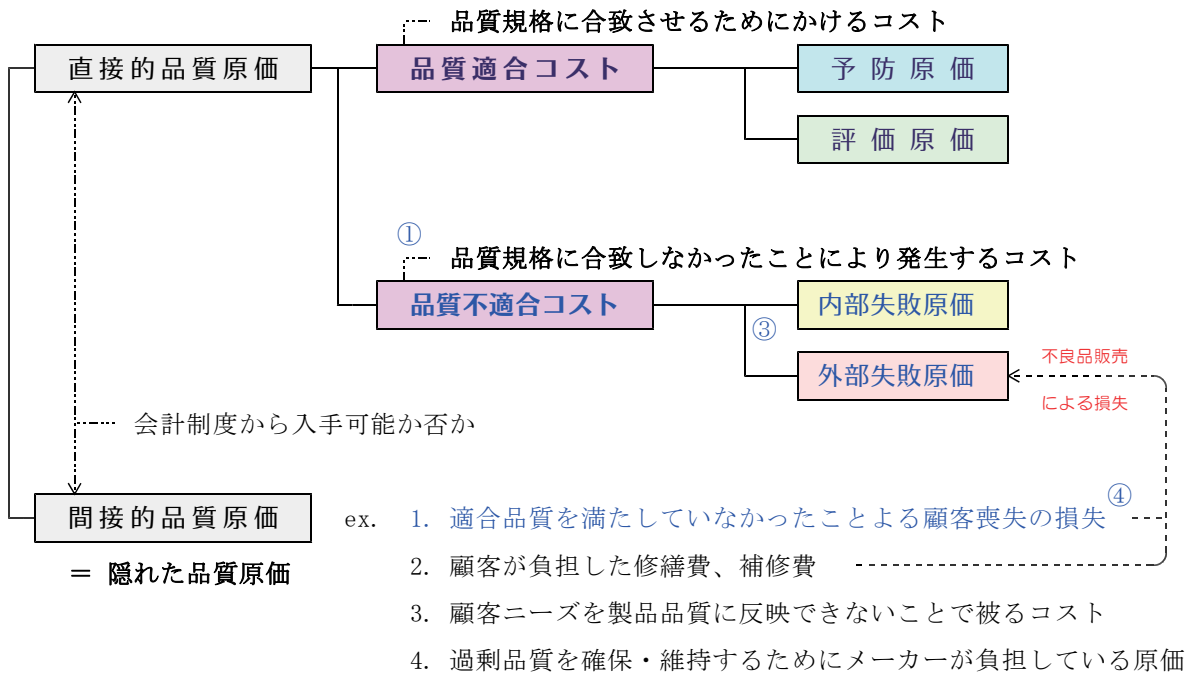 品質規格に合致させるためにかけるコスト
直接的品質原価
品質適合コスト
予防原価
評価原価
①
品質規格に合致しなかったことにより発生するコスト
品質不適合コスト
内部失敗原価
③
外部失敗原価
不良品販売
による損失
会計制度から入手可能か否か
間接的品質原価
＝ 隠れた品質原価
ex.
1. 適合品質を満たしていなかったことよる顧客喪失の損失
④
2. 顧客が負担した修繕費、補修費
3. 顧客ニーズを製品品質に反映できないことで被るコスト
4. 過剰品質を確保・維持するためにメーカーが負担している原価